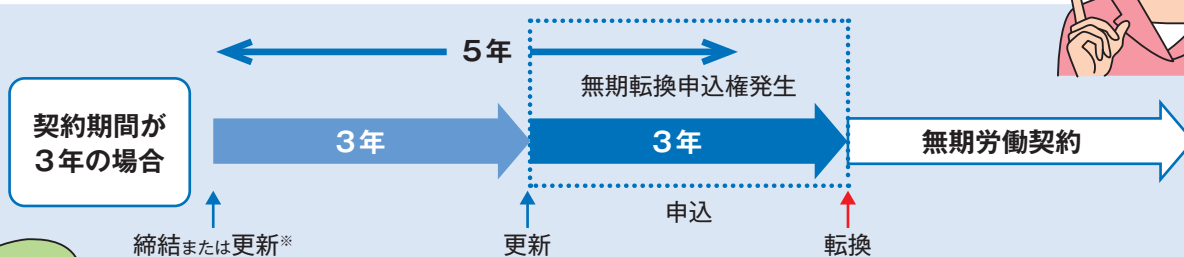 5年
無期転換申込権発生
契約期間が
3年の場合
3年
3年
無期労働契約
申込
締結または更新※
更新
転換